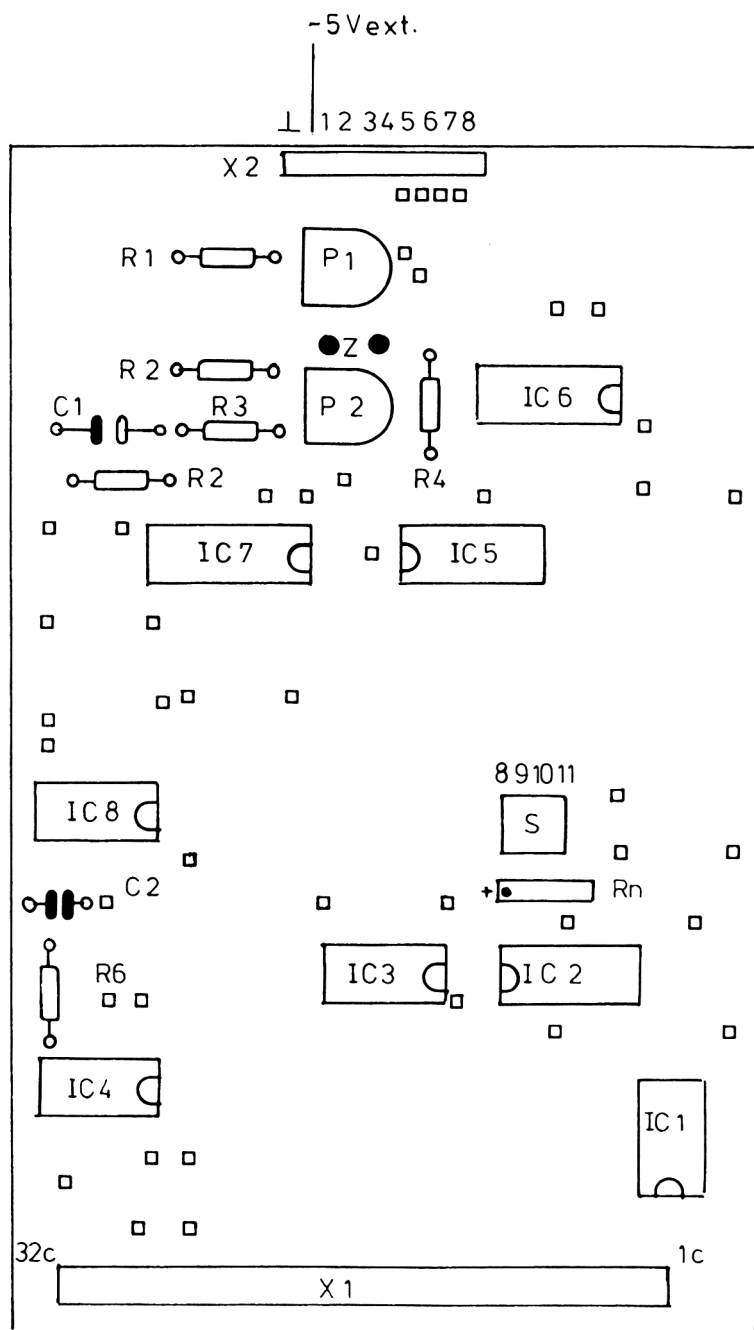 -5Vext.
⊥ 1 2 3 4 5 6 7 8
X2
R1
P1
Z
R2
P2
IC6
C1
R3
R2
R4
IC7
IC5
8 9 10 11
IC8
S
C2
+
Rn
R6
IC3
IC2
IC4
IC1
32c
1c
X1